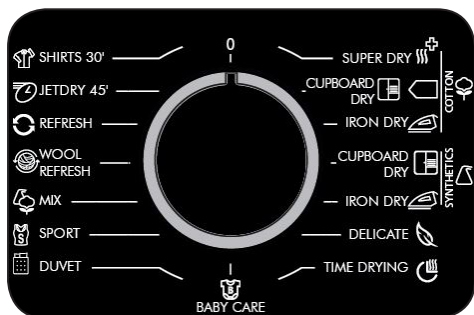 0
SHIRTS 30'
JETDRY 45'
REFRESH
WOOL
REFRESH
MIX
SPORT
DUVET
BABY CARE
SUPER DRY
CUPBOARD
DRY
IRON DRY
COTTON
CUPBOARD
DRY
IRON DRY
SYNTHETICS
DELICATE
TIME DRYING